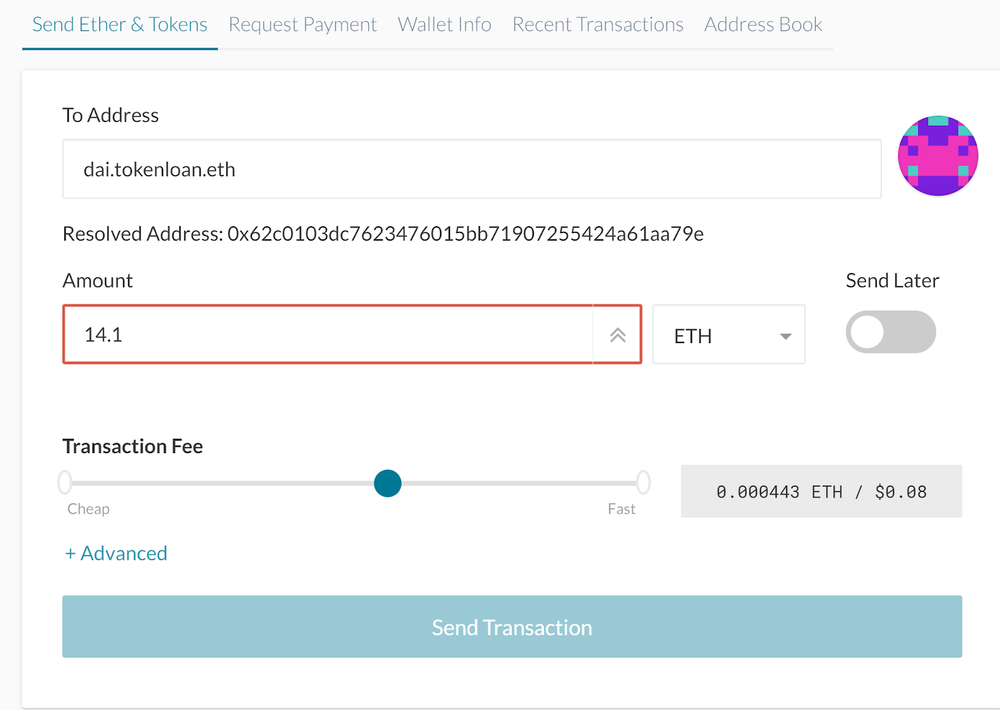 Send Ether & Tokens Request Payment Wallet Info Recent Transactions Address Book
To Address
dai.tokenloan.eth
Resolved Address: 0x62c0103dc7623476015bb71907255424a61aa79e
Amount Send Later
14.1 ETH
Transaction Fee
0.000443 ETH / $0.08
Cheap Fast
+ Advanced
Send Transaction